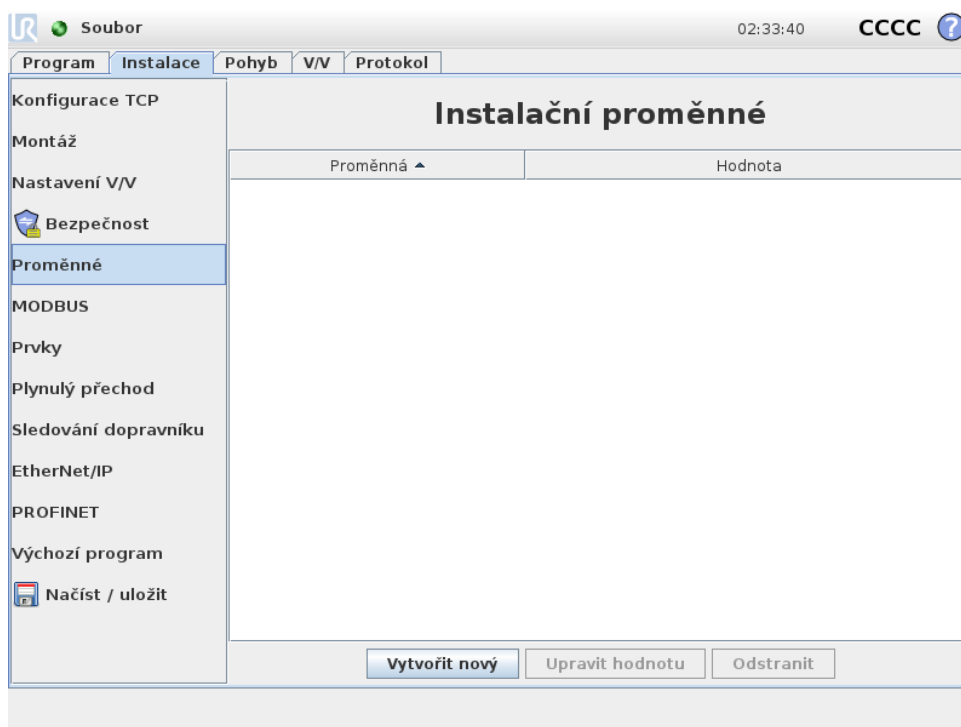 UR Soubor 02:33:40 CCCC ?
Program Instalace Pohyb V/V Protokol
Konfigurace TCP
Montáž
Nastavení V/V
Bezpečnost
Proměnné
MODBUS
Prvky
Plynulý přechod
Sledování dopravníku
EtherNet/IP
PROFINET
Výchozí program
Načíst / uložit
Instalační proměnné
Proměnná Hodnota
Vytvořit nový Upravit hodnotu Odstranit